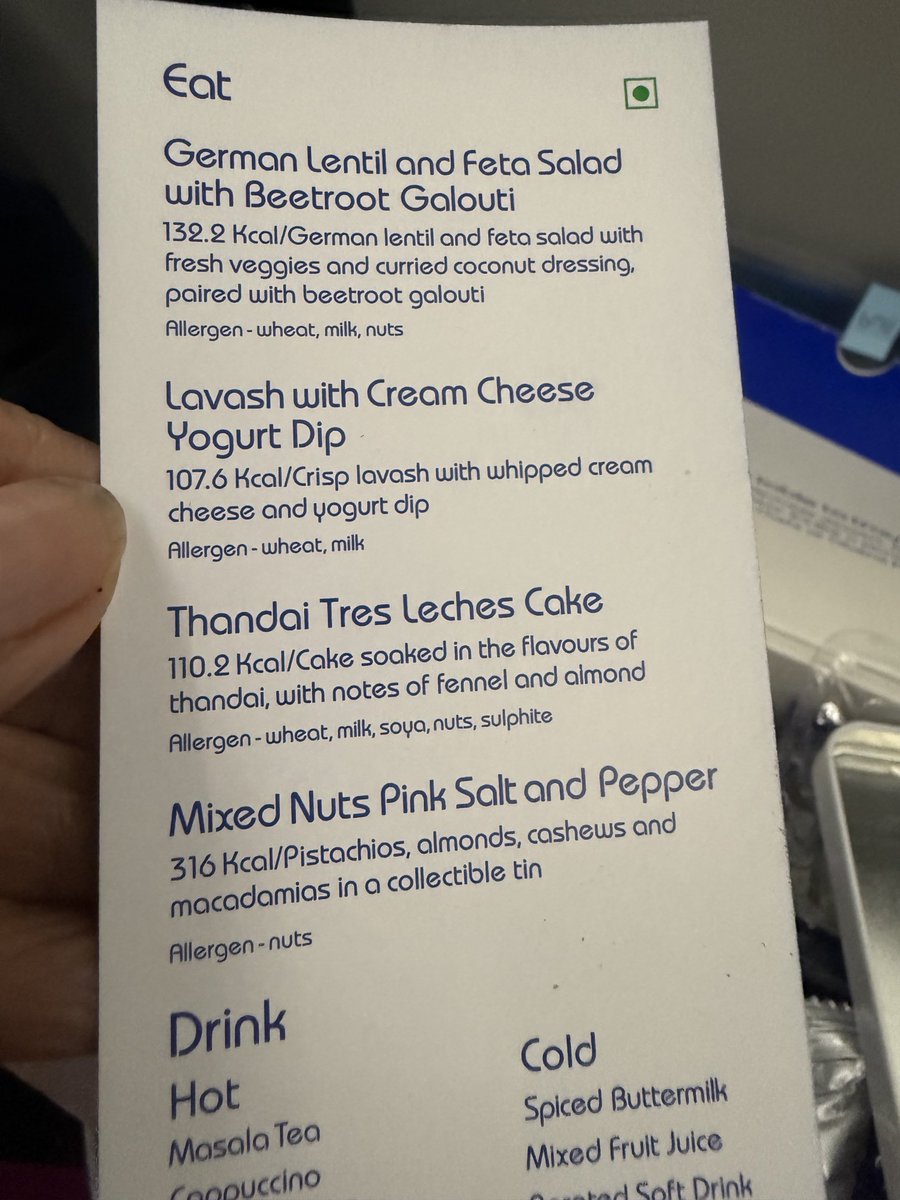 Eat
German Lentil and Feta Salad
with Beetroot Galouti
132.2 Kcal/German lentil and feta salad with
fresh veggies and curried coconut dressing,
paired with beetroot galouti
Allergen - wheat, milk, nuts
Lavash with Cream Cheese
Yogurt Dip
107.6 Kcal/Crisp lavash with whipped cream
cheese and yogurt dip
Allergen - wheat, milk
Thandai Tres Leches Cake
110.2 Kcal/Cake soaked in the flavours of
thandai, with notes of fennel and almond
Allergen - wheat, milk, soya, nuts, sulphite
Mixed Nuts Pink Salt and Pepper
316 Kcal/Pistachios, almonds, cashews and
macadamias in a collectible tin
Allergen - nuts
Drink
Hot
Masala Tea
Cappuccino
Cold
Spiced Buttermilk
Mixed Fruit Juice
Aerated Soft Drink